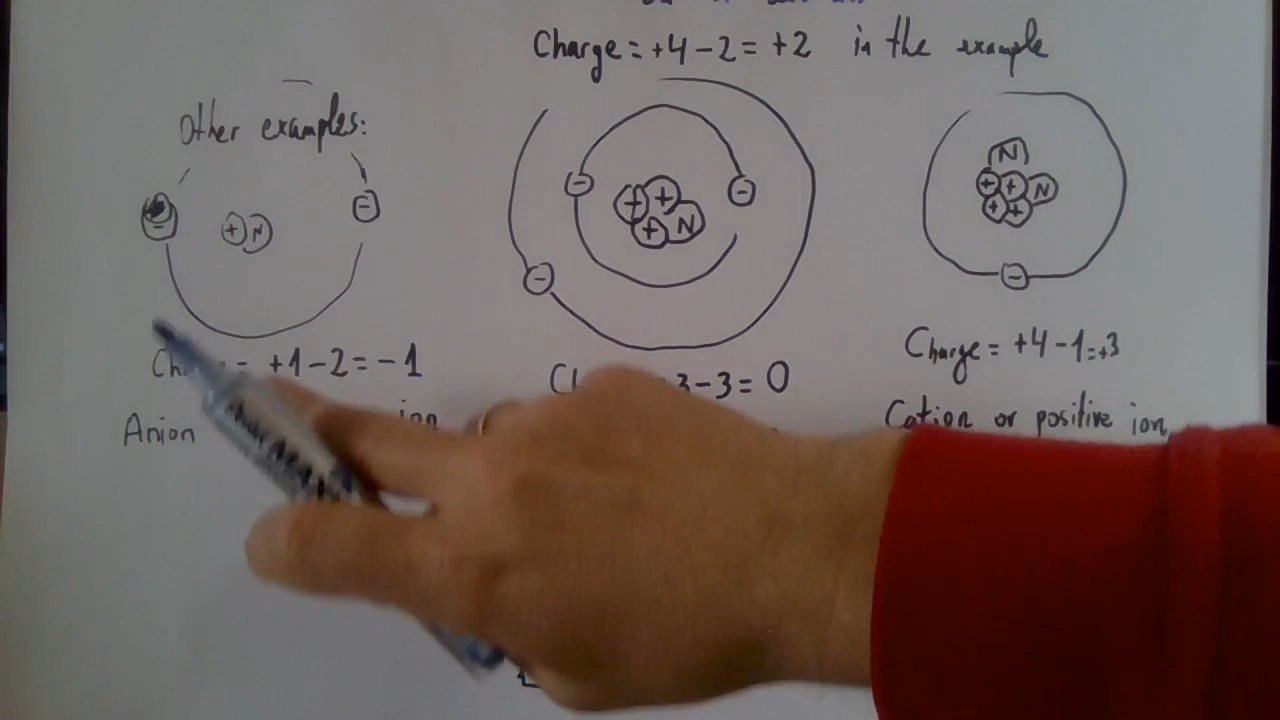 Charge = +4 - 2 = +2 in the example
Other examples:
- - + N
- - - + + + N
N + + N + + -
= +1 - 2 = - 1
3 - 3 = 0
Charge = +4 - 1 = +3
Anion ion
Cation or positive ion